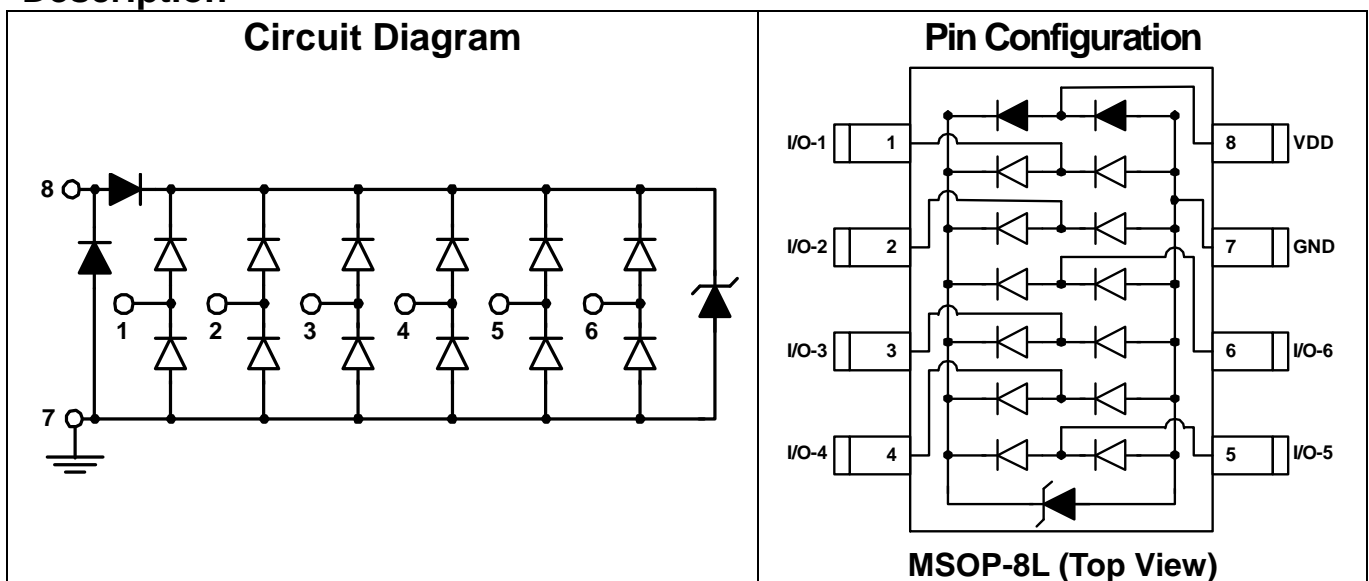 Description
Circuit Diagram
8
1
2
3
4
5
6
7
Pin Configuration
I/O-1 1 8 VDD
I/O-2 2 7 GND
I/O-3 3 6 I/O-6
I/O-4 4 5 I/O-5
MSOP-8L (Top View)